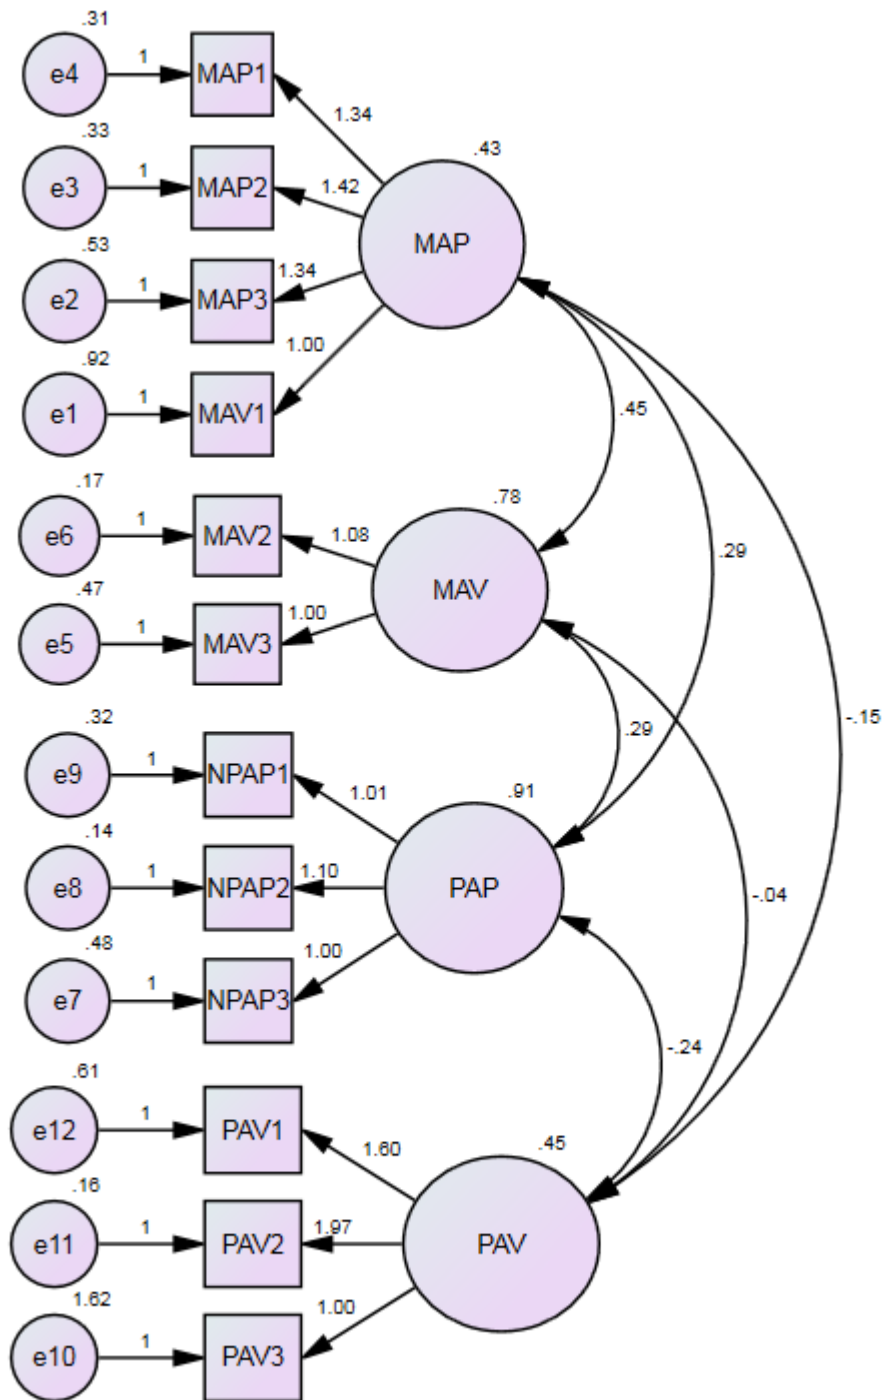 .31
e4 1 MAP1
1.34
.33
.43
e3 1 MAP2
1.42
MAP
.53
e2 1 MAP3
1.34
.92
1.00
e1 1 MAV1
.45
.17
.78
e6 1 MAV2
1.08
.29
.47
MAV
e5 1 MAV3
1.00
.32
.29
-.15
e9 1 NPAP1
1.01
.91
.14
e8 1 NPAP2
1.10
PAP
-.04
.48
1.00
e7 1 NPAP3
-.24
.61
e12 1 PAV1
1.60
.45
.16
e11 1 PAV2
1.97
PAV
1.62
1.00
e10 1 PAV3